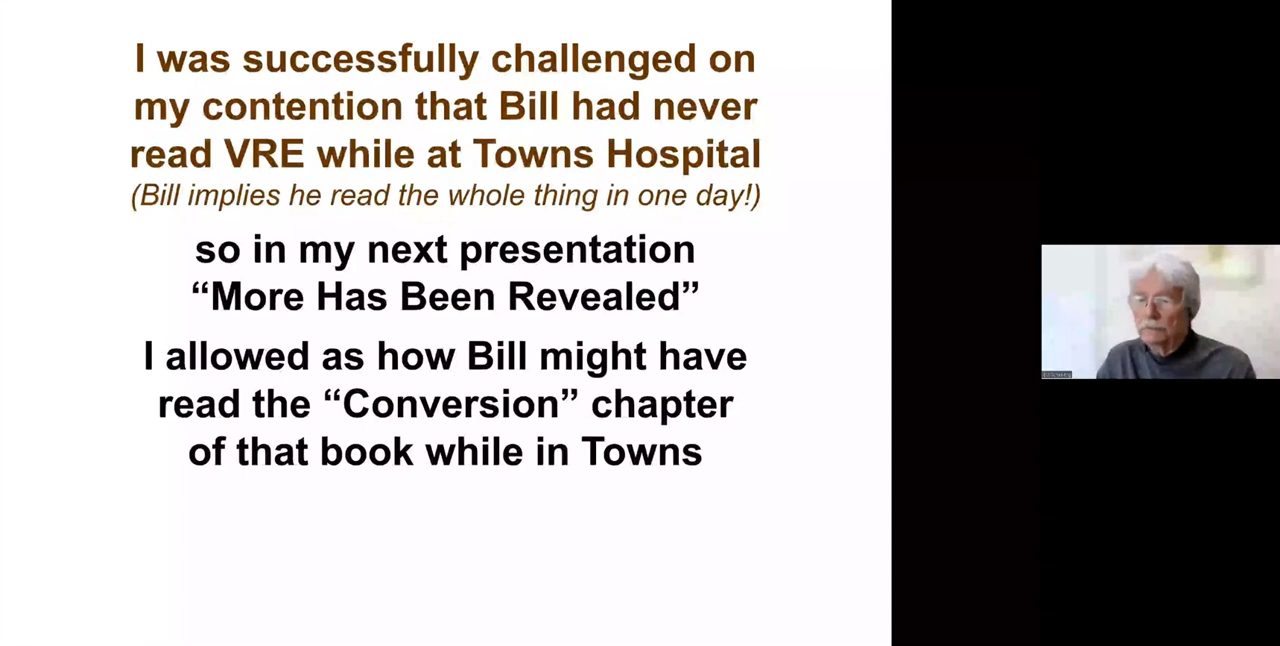 I was successfully challenged on
my contention that Bill had never
read VRE while at Towns Hospital
(Bill implies he read the whole thing in one day!)
so in my next presentation
“More Has Been Revealed”
I allowed as how Bill might have
read the “Conversion” chapter
of that book while in Towns